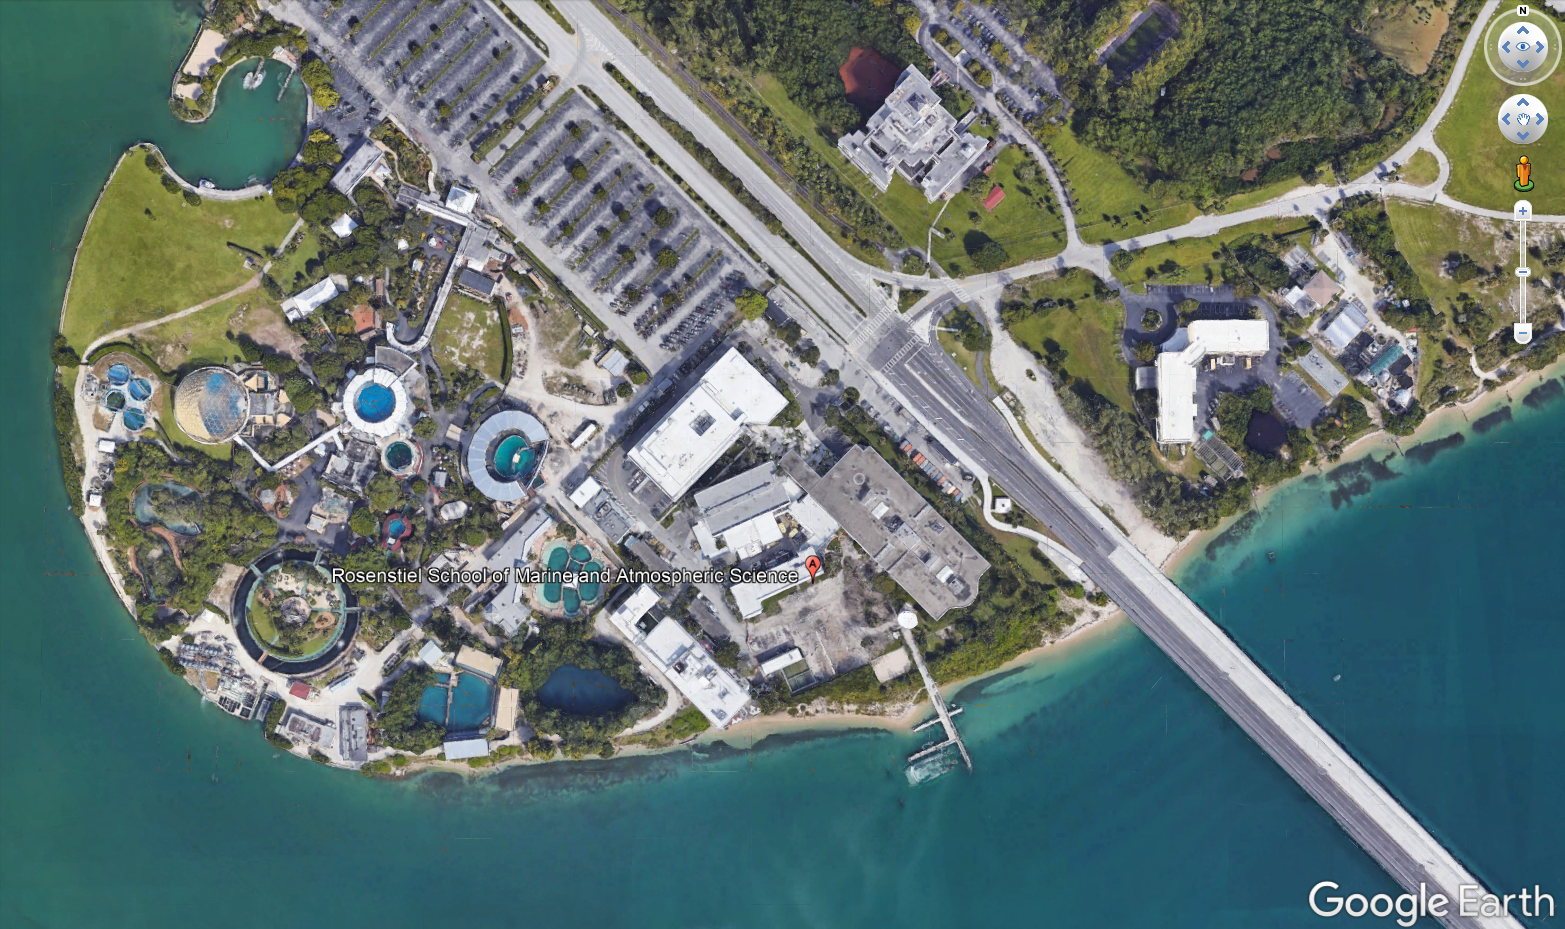 N
Rosenstiel School of Marine and Atmospheric Science
A
Google Earth